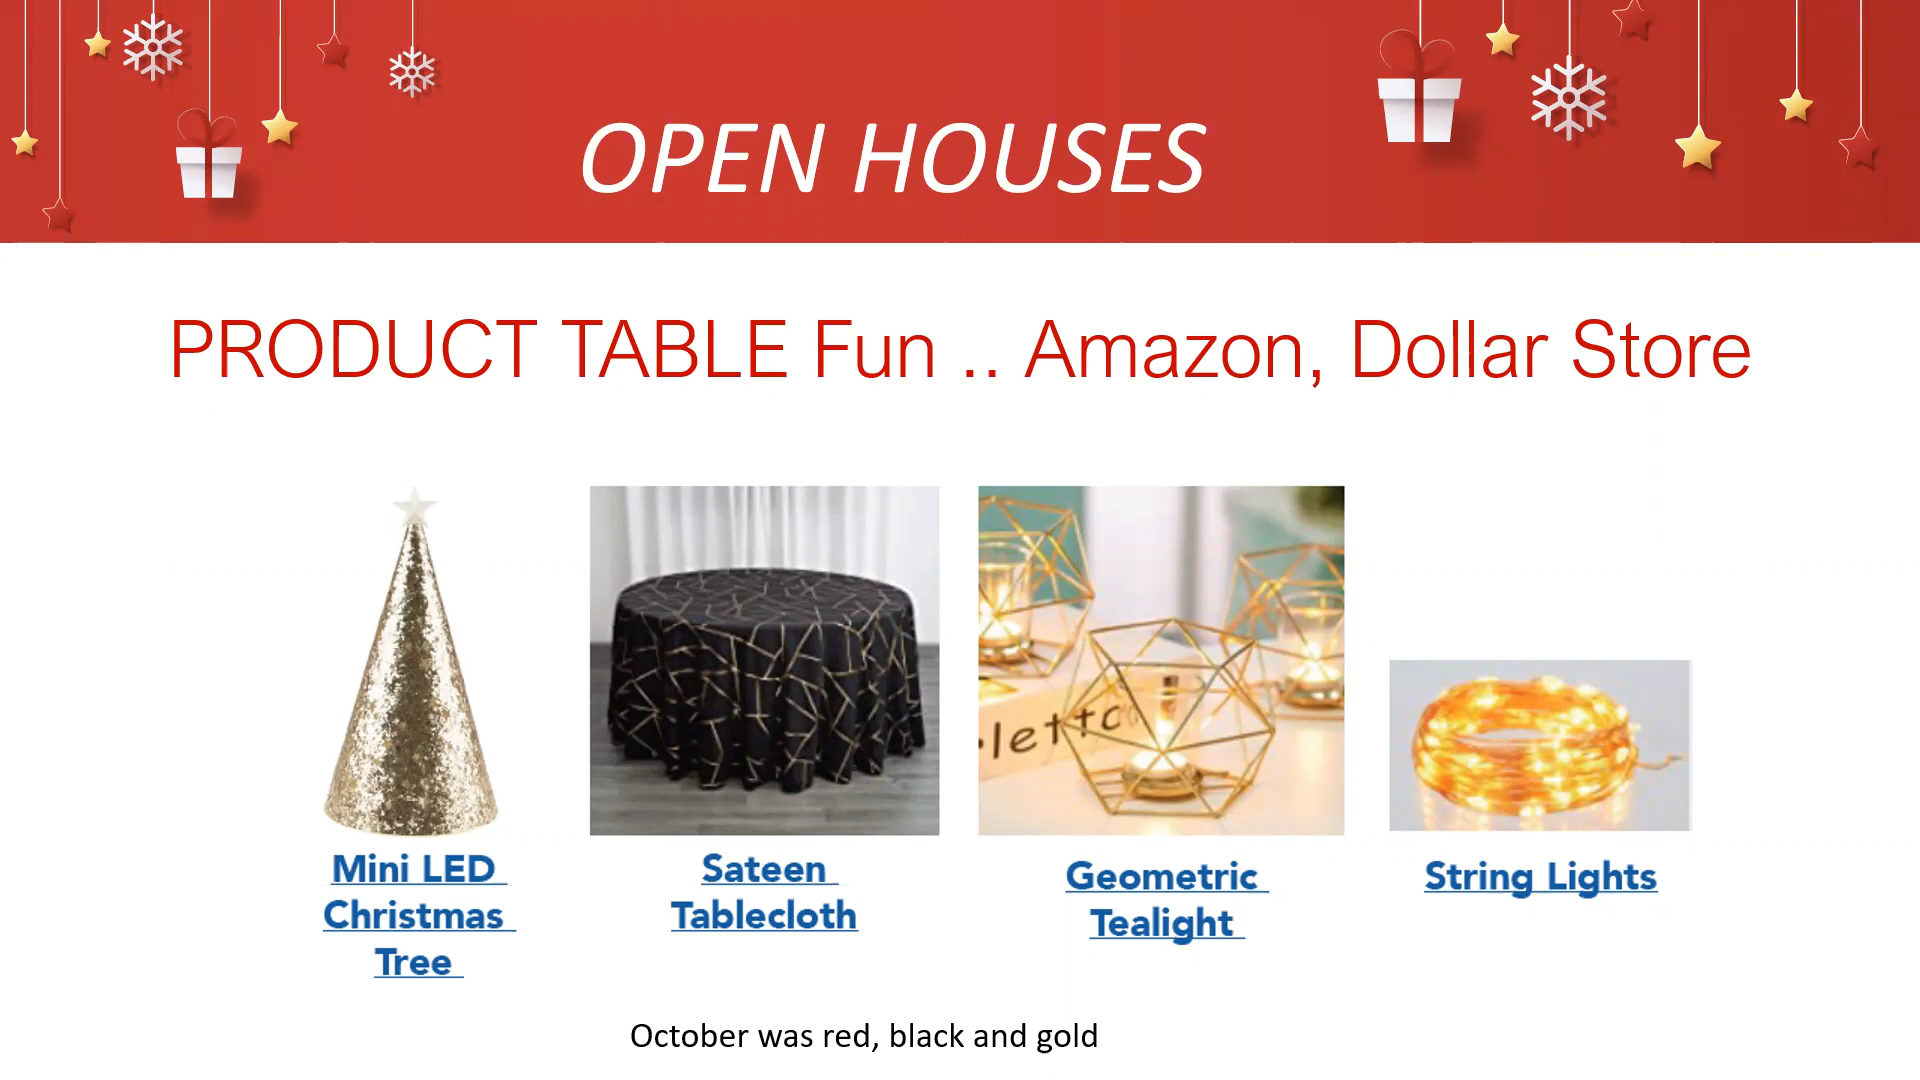 OPEN HOUSES
PRODUCT TABLE Fun .. Amazon, Dollar Store
Mini LED
Christmas
Tree
Sateen
Tablecloth
Geometric
Tealight
String Lights
October was red, black and gold